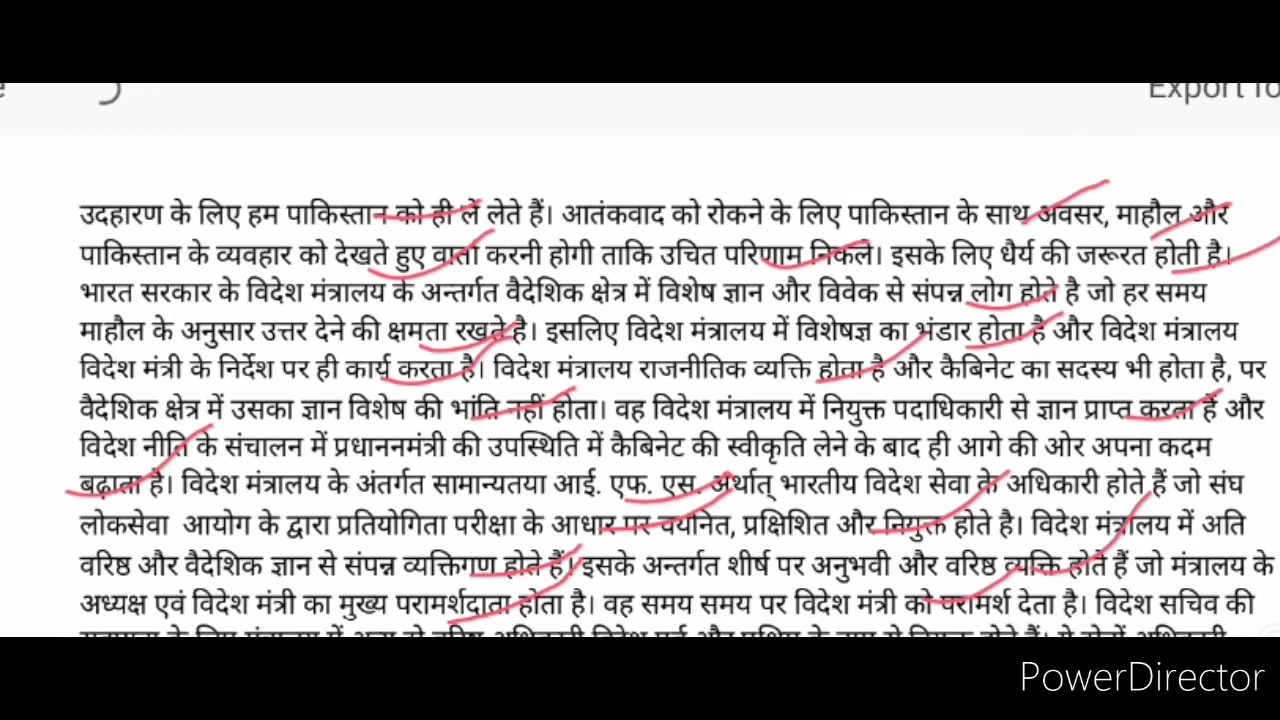 Export
उदहारण के लिए हम पाकिस्तान को ही लें लेते हैं। आतंकवाद को रोकने के लिए पाकिस्तान के साथ अवसर, माहौल और
पाकिस्तान के व्यवहार को देखते हुए वार्ता करनी होगी ताकि उचित परिणाम निकले। इसके लिए धैर्य की जरूरत होती है।
भारत सरकार के विदेश मंत्रालय के अन्तर्गत वैदेशिक क्षेत्र में विशेष ज्ञान और विवेक से संपन्न लोग होते है जो हर समय
माहौल के अनुसार उत्तर देने की क्षमता रखते है। इसलिए विदेश मंत्रालय में विशेषज्ञ का भंडार होता है और विदेश मंत्रालय
विदेश मंत्री के निर्देश पर ही कार्य करता है। विदेश मंत्रालय राजनीतिक व्यक्ति होता है और कैबिनेट का सदस्य भी होता है, पर
वैदेशिक क्षेत्र में उसका ज्ञान विशेष की भांति नहीं होता। वह विदेश मंत्रालय में नियुक्त पदाधिकारी से ज्ञान प्राप्त करता हैं और
विदेश नीति के संचालन में प्रधाननमंत्री की उपस्थिति में कैबिनेट की स्वीकृति लेने के बाद ही आगे की ओर अपना कदम
बढ़ाता है। विदेश मंत्रालय के अंतर्गत सामान्यतया आई. एफ. एस. अर्थात् भारतीय विदेश सेवा के अधिकारी होते हैं जो संघ
लोकसेवा आयोग के द्वारा प्रतियोगिता परीक्षा के आधार पर चयनित, प्रक्षिशित और नियुक्त होते है। विदेश मंत्रालय में अति
वरिष्ठ और वैदेशिक ज्ञान से संपन्न व्यक्तिगण होते हैं। इसके अन्तर्गत शीर्ष पर अनुभवी और वरिष्ठ व्यक्ति होते हैं जो मंत्रालय के
अध्यक्ष एवं विदेश मंत्री का मुख्य परामर्शदाता होता है। वह समय समय पर विदेश मंत्री को परामर्श देता है। विदेश सचिव की
PowerDirector